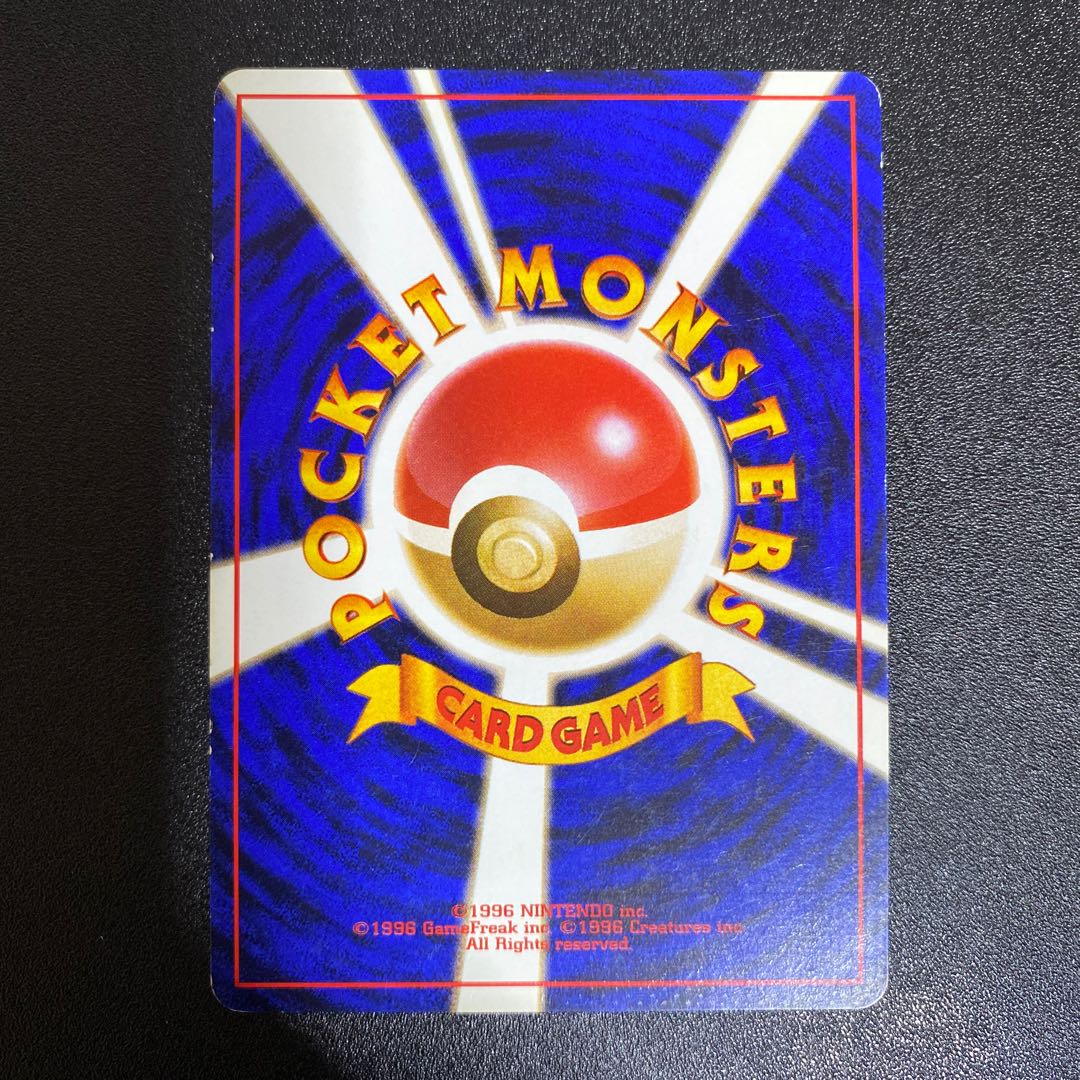 POCKET MONSTERS
CARD GAME
©1996 NINTENDO inc.
©1996 GameFreak inc. ©1996 Creatures inc
All Rights reserved.